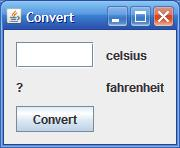 Convert
celsius
? fahrenheit
Convert